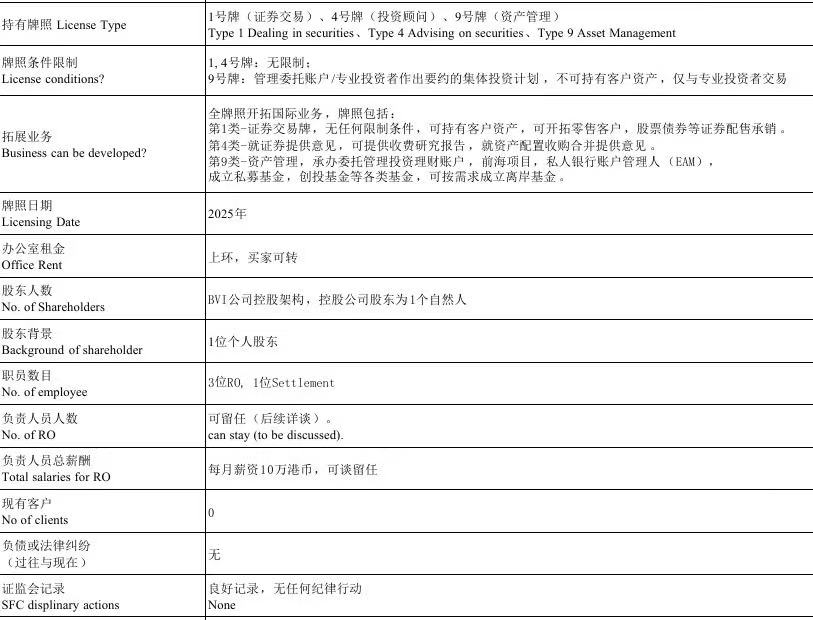 持有牌照 License Type
1号牌（证券交易）、4号牌（投资顾问）、9号牌（资产管理）
Type 1 Dealing in securities、Type 4 Advising on securities、Type 9 Asset Management
牌照条件限制
License conditions?
1, 4号牌：无限制；
9号牌：管理委托账户/专业投资者作出要约的集体投资计划，不可持有客户资产，仅与专业投资者交易
拓展业务
Business can be developed?
全牌照开拓国际业务，牌照包括：
第1类-证券交易牌，无任何限制条件，可持有客户资产，可开拓零售客户，股票债券等证券配售承销。
第4类-就证券提供意见，可提供收费研究报告，就资产配置收购合并提供意见。
第9类-资产管理，承办委托管理投资理财账户，前海项目，私人银行账户管理人（EAM），
成立私募基金，创投基金等各类基金，可按需求成立离岸基金。
牌照日期
Licensing Date
2025年
办公室租金
Office Rent
上环，买家可转
股东人数
No. of Shareholders
BVI公司控股架构，控股公司股东为1个自然人
股东背景
Background of shareholder
1位个人股东
职员数目
No. of employee
3位RO, 1位Settlement
负责人员人数
No. of RO
可留任（后续详谈）。
can stay (to be discussed).
负责人员总薪酬
Total salaries for RO
每月薪资10万港币，可谈留任
现有客户
No of clients
0
负债或法律纠纷
（过往与现在）
无
证监会记录
SFC displinary actions
良好记录，无任何纪律行动
None